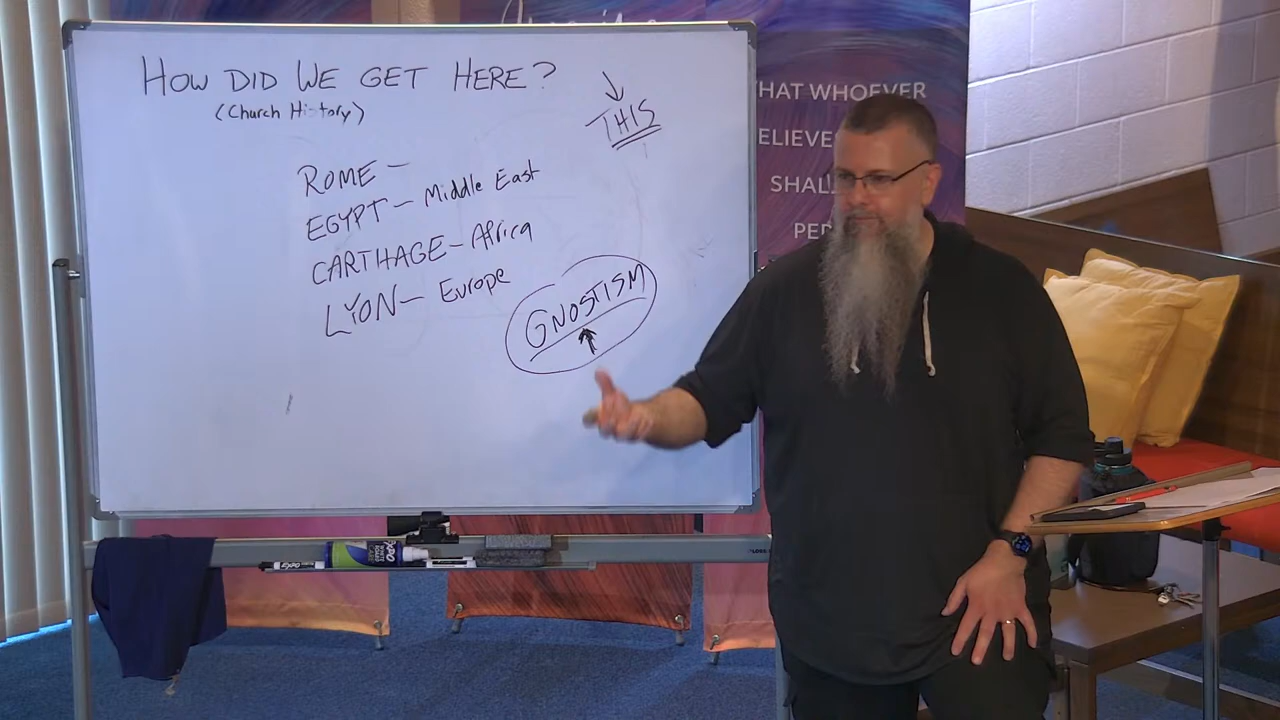 HOW DID WE GET HERE?
(Church History)
THIS
ROME –
EGYPT – Middle East
CARTHAGE – Africa
LYON – Europe
GNOSTISM
HAT WHOEVER
ELIEVE
SHAL
PER
EXPO